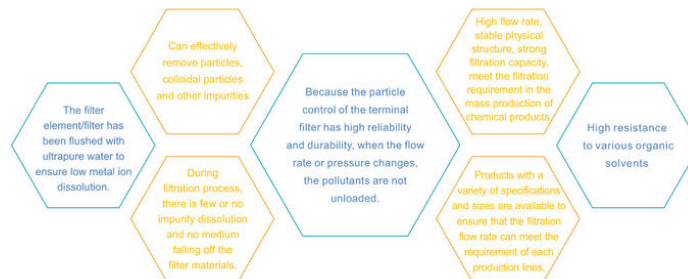 The filter
element/filter has
been flushed with
ultrapure water to
ensure low metal ion
dissolution.
Can effectively
remove particles,
colloidal particles
and other impurities
During
filtration process,
there is few or no
impurity dissolution
and no medium
falling off the
filter materials.
Because the particle
control of the terminal
filter has high reliability
and durability, when the flow
rate or pressure changes,
the pollutants are not
unloaded.
High flow rate,
stable physical
structure, strong
filtration capacity,
meet the filtration
requirement in the
mass production of
chemical products.
Products with a
variety of specifications
and sizes are available to
ensure that the filtration
flow rate can meet the
requirement of each
production lines.
High resistance
to various organic
solvents